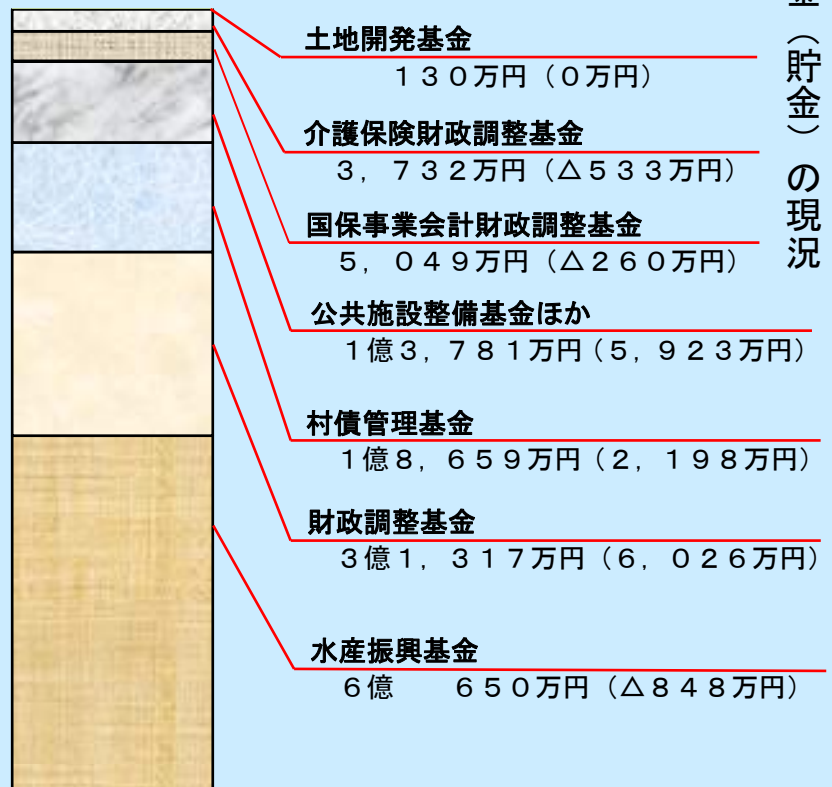 土地開発基金
１３０万円（０万円）
介護保険財政調整基金
３，７３２万円（△５３３万円）
国保事業会計財政調整基金
５，０４９万円（△２６０万円）
公共施設整備基金ほか
１億３，７８１万円（５，９２３万円）
村債管理基金
１億８，６５９万円（２，１９８万円）
財政調整基金
３億１，３１７万円（６，０２６万円）
水産振興基金
６億　　６５０万円（△８４８万円）
金（貯金）の現況